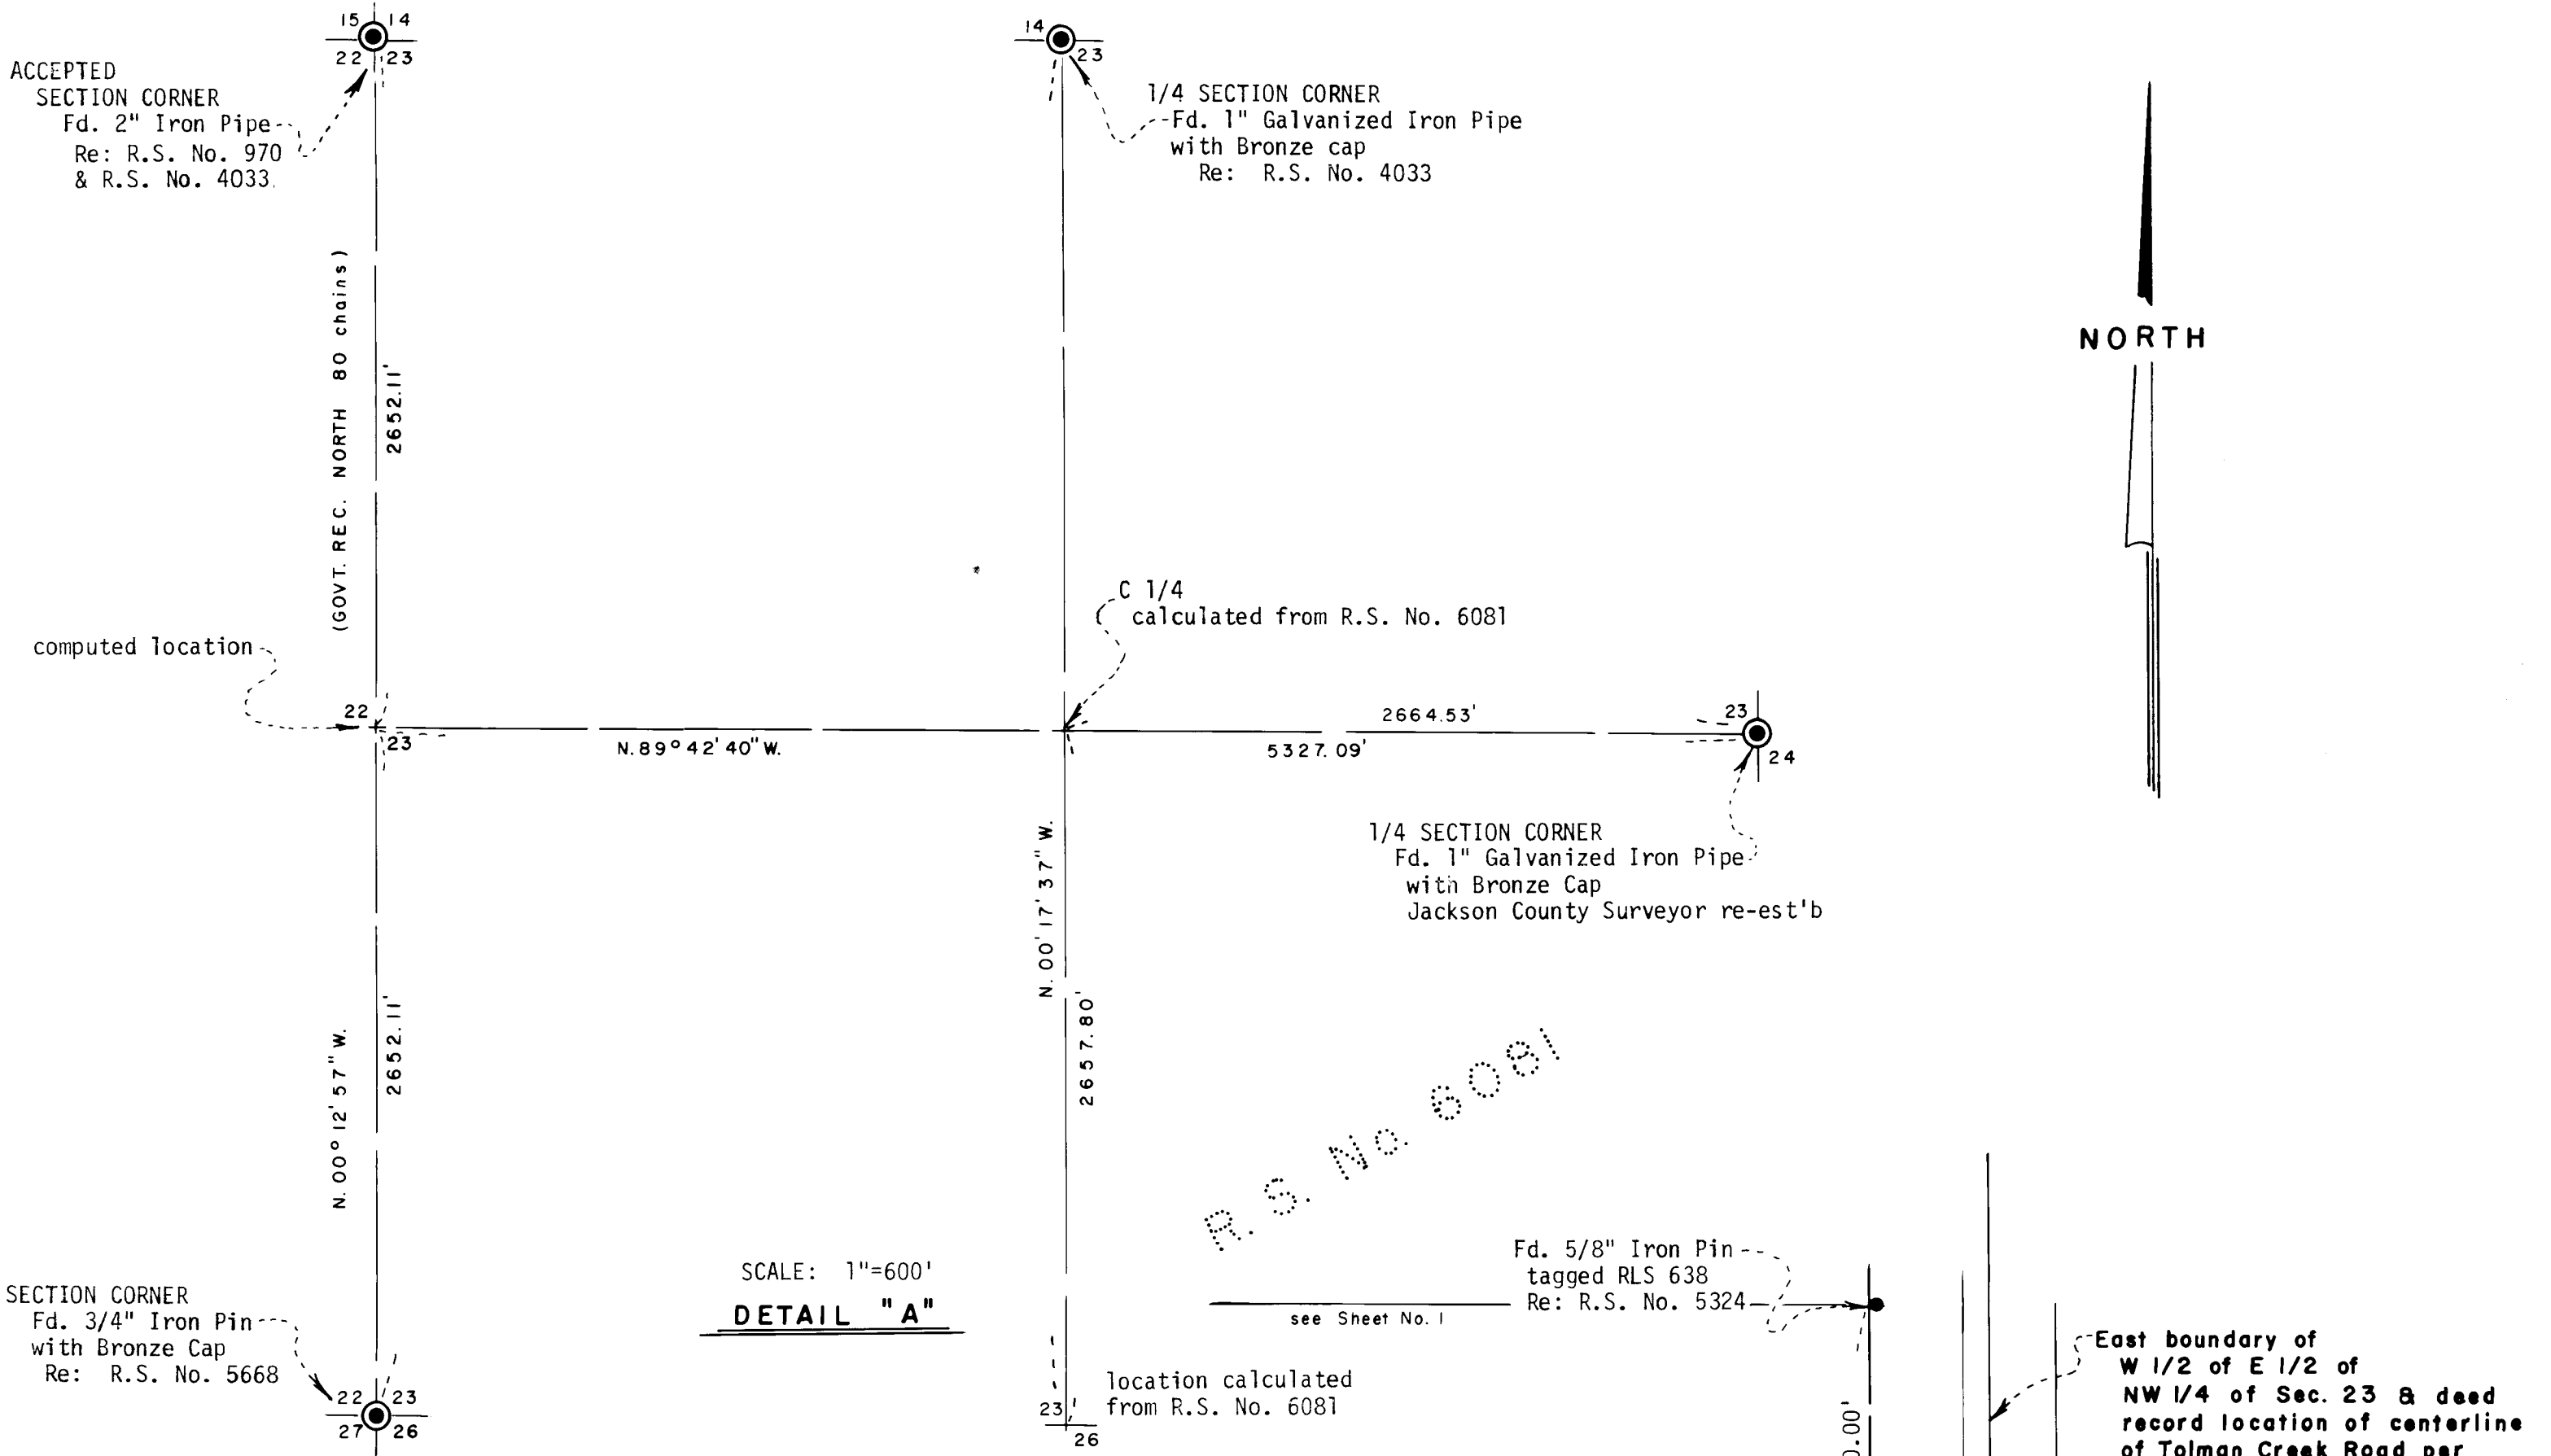 15 14
22 23
ACCEPTED
SECTION CORNER
Fd. 2" Iron Pipe
Re: R.S. No. 970
& R.S. No. 4033.
14
23
1/4 SECTION CORNER
Fd. 1" Galvanized Iron Pipe
with Bronze cap
Re: R.S. No. 4033
NORTH
(GOVT. REC. NORTH 80 chains)
2652.11'
C 1/4
calculated from R.S. No. 6081
computed location
22
23
N. 89° 42' 40" W.
2664.53'
5327.09'
23
24
1/4 SECTION CORNER
Fd. 1" Galvanized Iron Pipe
with Bronze Cap
Jackson County Surveyor re-est'b
N. 00' 17' 37" W.
2657.80'
N. 00° 12' 57" W.
2652.11'
R. S. No. 6081
SCALE: 1"=600'
DETAIL "A"
Fd. 5/8" Iron Pin
tagged RLS 638
Re: R.S. No. 5324
see Sheet No. 1
SECTION CORNER
Fd. 3/4" Iron Pin
with Bronze Cap
Re: R.S. No. 5668
22 23
27 26
location calculated
from R.S. No. 6081
23
26
0.00'
East boundary of
W 1/2 of E 1/2 of
NW 1/4 of Sec. 23 & deed
record location of centerline
of Tolman Creek Road per